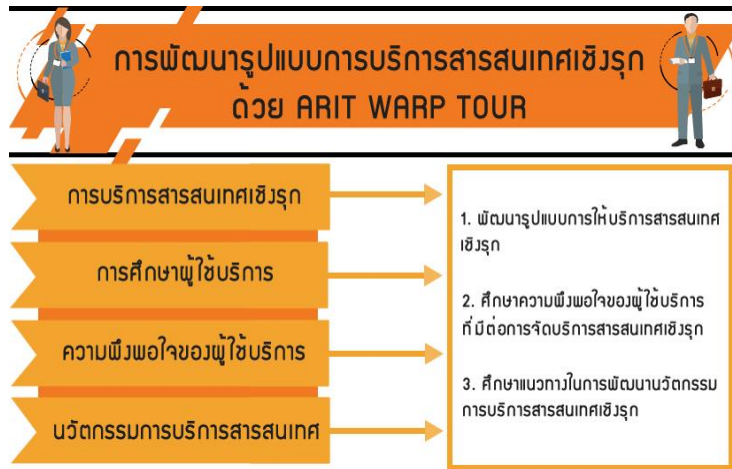 การพัฒนารูปแบบการบริการสารสนเทศเชิงรุก
ด้วย ARIT WARP TOUR
การบริการสารสนเทศเชิงรุก
การศึกษาผู้ใช้บริการ
ความพึงพอใจของผู้ใช้บริการ
นวัตกรรมการบริการสารสนเทศ
1. พัฒนารูปแบบการให้บริการสารสนเทศ
เชิงรุก
2. ศึกษาความพึงพอใจของผู้ใช้บริการ
ที่มีต่อการจัดบริการสารสนเทศเชิงรุก
3. ศึกษาแนวทางในการพัฒนานวัตกรรม
การบริการสารสนเทศเชิงรุก